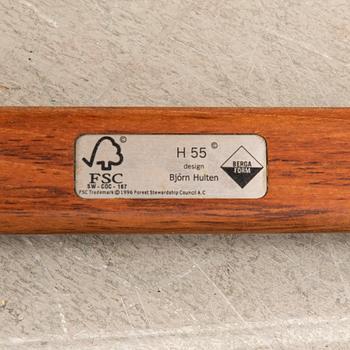 ©
FSC
SW-COC-187
FSC Trademark © 1996 Forest Stewardship Council A.C
H 55 ©
design
Björn Hulten
BERGA
FORM